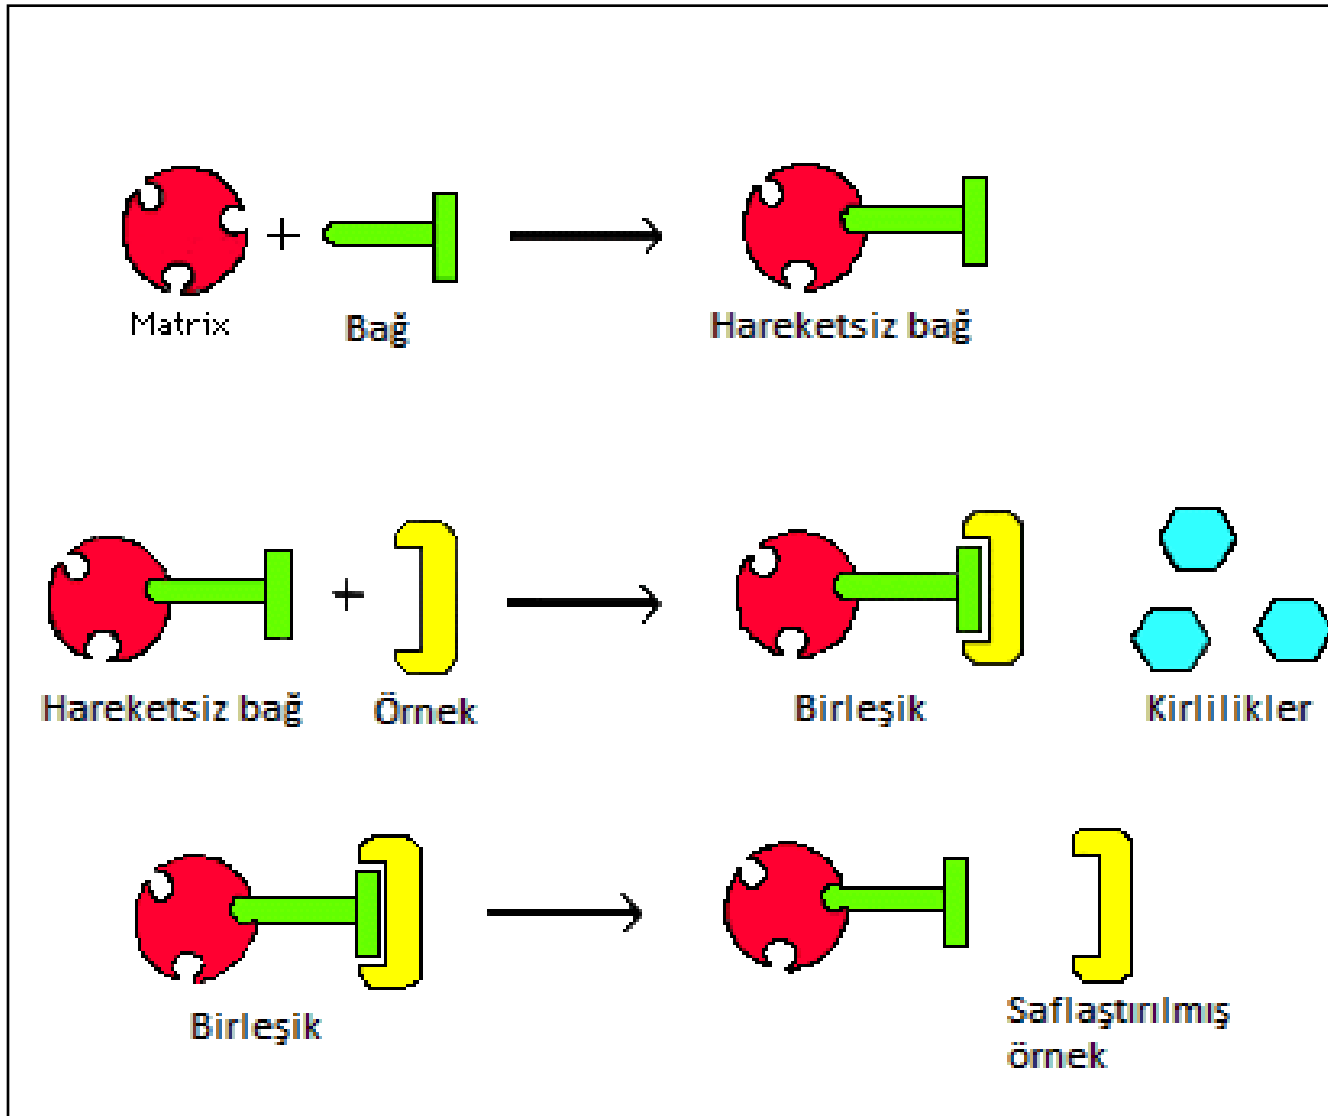 +
Matrix
Bağ
Hareketsiz bağ
+
Hareketsiz bağ
Örnek
Birleşik
Kirlilikler
Birleşik
Saflaştırılmış
örnek